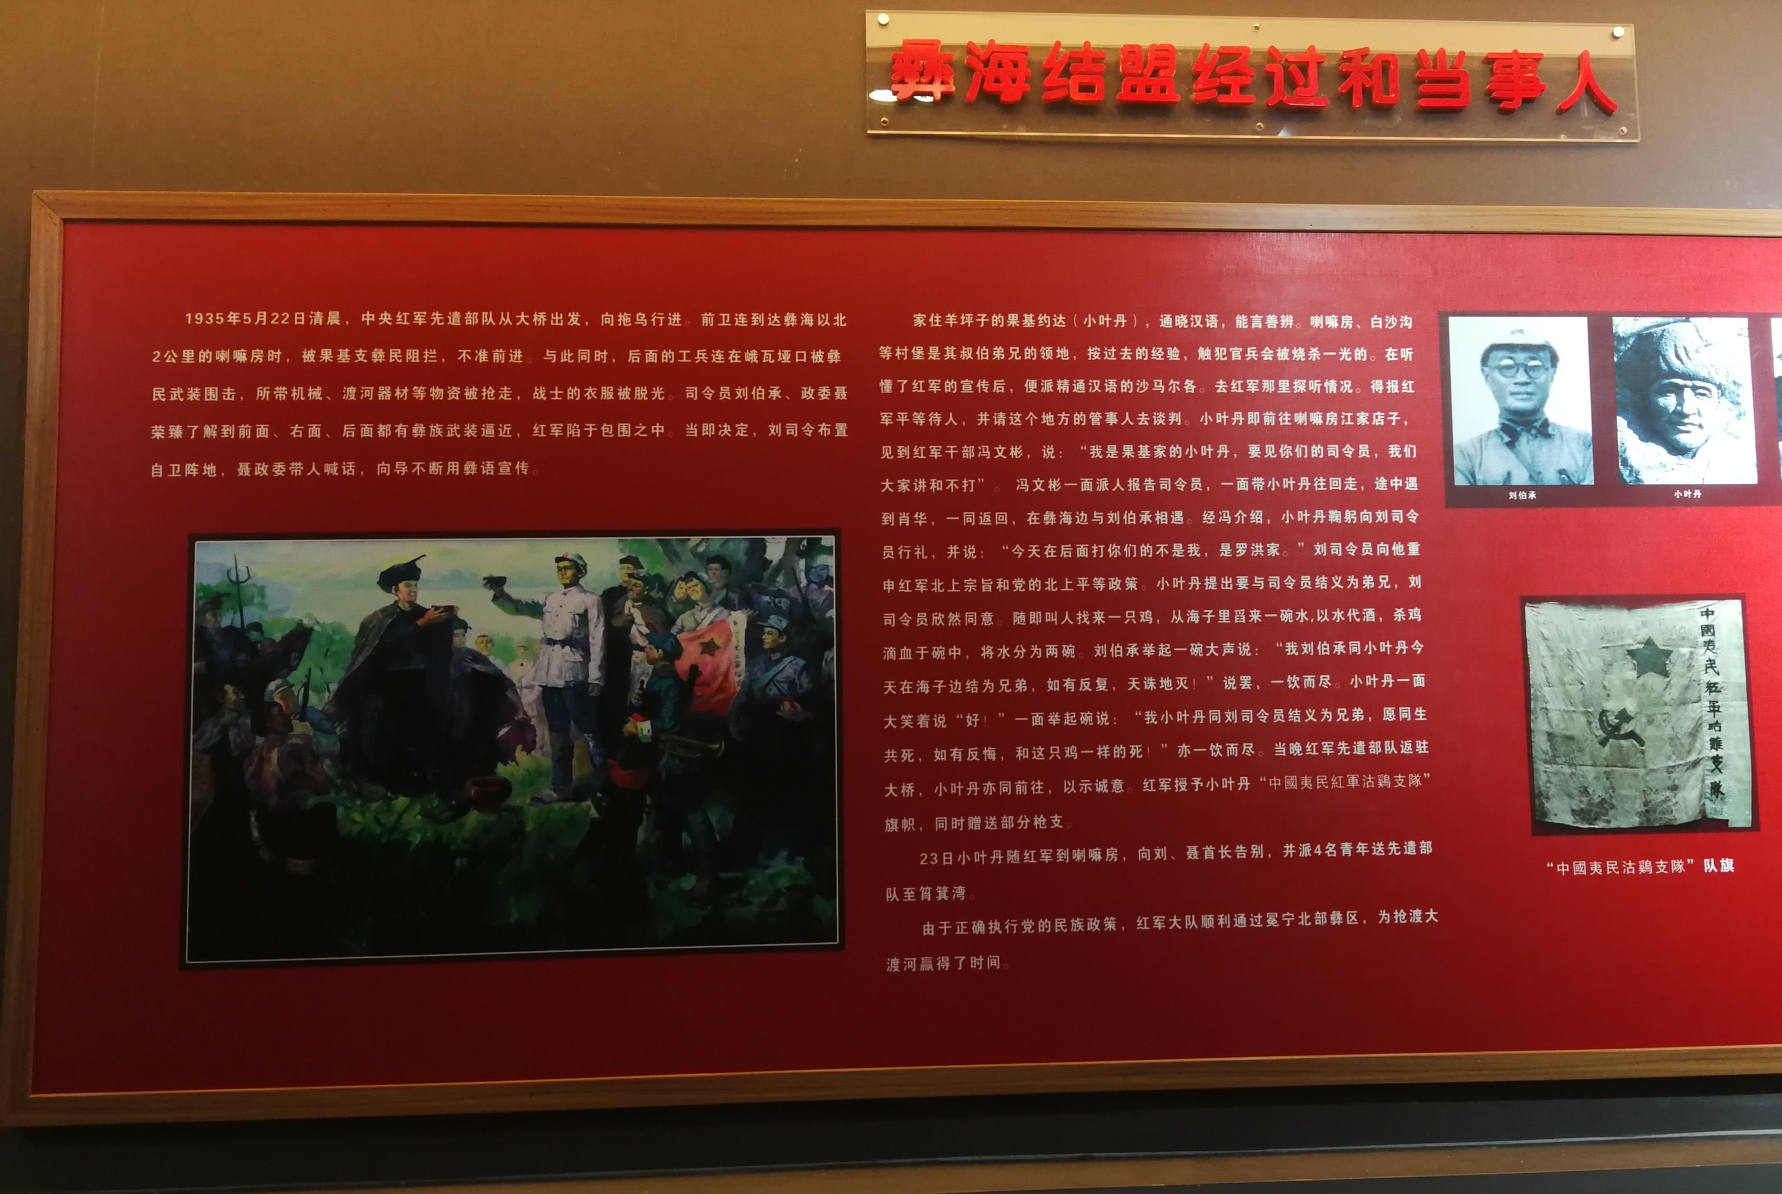 彝海结盟经过和当事人
1935年5月22日清晨，中央红军先遣部队从大桥出发，向拖乌行进。前卫连到达彝海以北
2公里的喇嘛房时，被果基支彝民阻拦，不准前进。与此同时，后面的工兵连在峨瓦垭口被彝
民武装围击，所带机械、渡河器材等物资被抢走，战士的衣服被脱光。司令员刘伯承、政委聂
荣臻了解到前面、右面、后面都有彝族武装逼近，红军陷于包围之中。当即决定，刘司令布置
自卫阵地，聂政委带人喊话，向导不断用彝语宣传。
家住羊坪子的果基约达（小叶丹），通晓汉语，能言善辨。喇嘛房、白沙沟
等村堡是其叔伯弟兄的领地，按过去的经验，触犯官兵会被烧杀一光的。在听
懂了红军的宣传后，便派精通汉语的沙马尔各。去红军那里探听情况。得报红
军平等待人，并请这个地方的管事人去谈判。小叶丹即前往喇嘛房江家店子，
见到红军干部冯文彬，说：“我是果基家的小叶丹，要见你们的司令员，我们
大家讲和不打”。冯文彬一面派人报告司令员，一面带小叶丹往回走，途中遇
到肖华，一同返回，在彝海边与刘伯承相遇。经冯介绍，小叶丹鞠躬向刘司令
员行礼，并说：“今天在后面打你们的不是我，是罗洪家。”刘司令员向他重
申红军北上宗旨和党的北上平等政策。小叶丹提出要与司令员结义为弟兄，刘
司令员欣然同意。随即叫人找来一只鸡，从海子里舀来一碗水,以水代酒，杀鸡
滴血于碗中，将水分为两碗。刘伯承举起一碗大声说：“我刘伯承同小叶丹今
天在海子边结为兄弟，如有反复，天诛地灭！”说罢，一饮而尽。小叶丹一面
大笑着说“好！”一面举起碗说：“我小叶丹同刘司令员结义为兄弟，愿同生
共死，如有反悔，和这只鸡一样的死！”亦一饮而尽。当晚红军先遣部队返驻
大桥，小叶丹亦同前往，以示诚意。红军授予小叶丹“中國夷民紅軍沽鷄支隊”
旗帜，同时赠送部分枪支。
23日小叶丹随红军到喇嘛房，向刘、聂首长告别，并派4名青年送先遣部
队至筲箕湾。
由于正确执行党的民族政策，红军大队顺利通过冕宁北部彝区，为抢渡大
渡河赢得了时间。
刘伯承
小叶丹
中國夷民紅軍沽雞支隊
“中國夷民沽鷄支隊”队旗